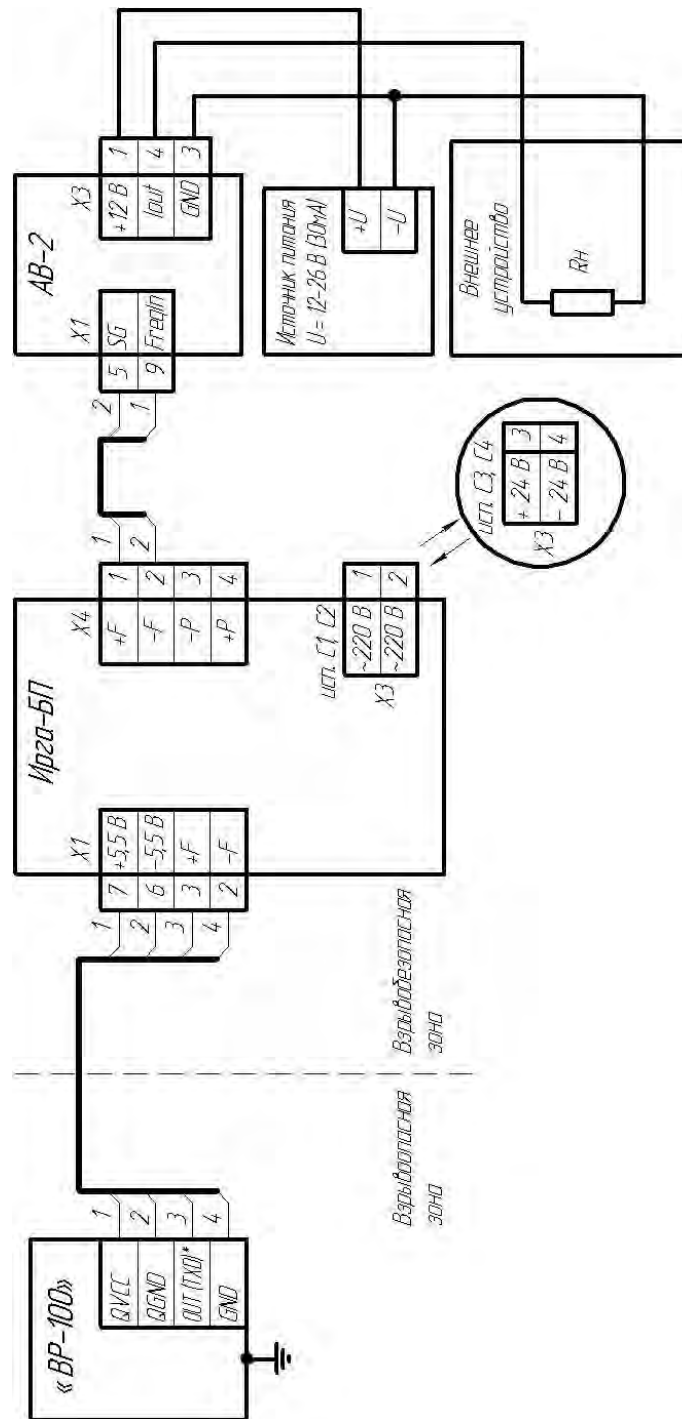 «ВР-100»
QVCC
QGND
OUT (TXD)*
GND
1
2
3
4
Взрывоопасная
зона
Взрывобезопасная
зона
Ирга-БП
X1
7 +5,5 В
6 -5,5 В
3 +F
2 -F
1
2
3
4
X4
+F 1
-F 2
-P 3
+P 4
исп. С1, С2
~220 В 1
~220 В 2
X3
исп. С3, С4
+ 24 В 3
- 24 В 4
X3
1
2
2
1
АВ-2
X1
5 SG
9 FreqIn
X3
+12 В 1
Iout 4
GND 3
Источник питания
U = 12-26 В (30мА)
+U
-U
Внешнее
устройство
Rн